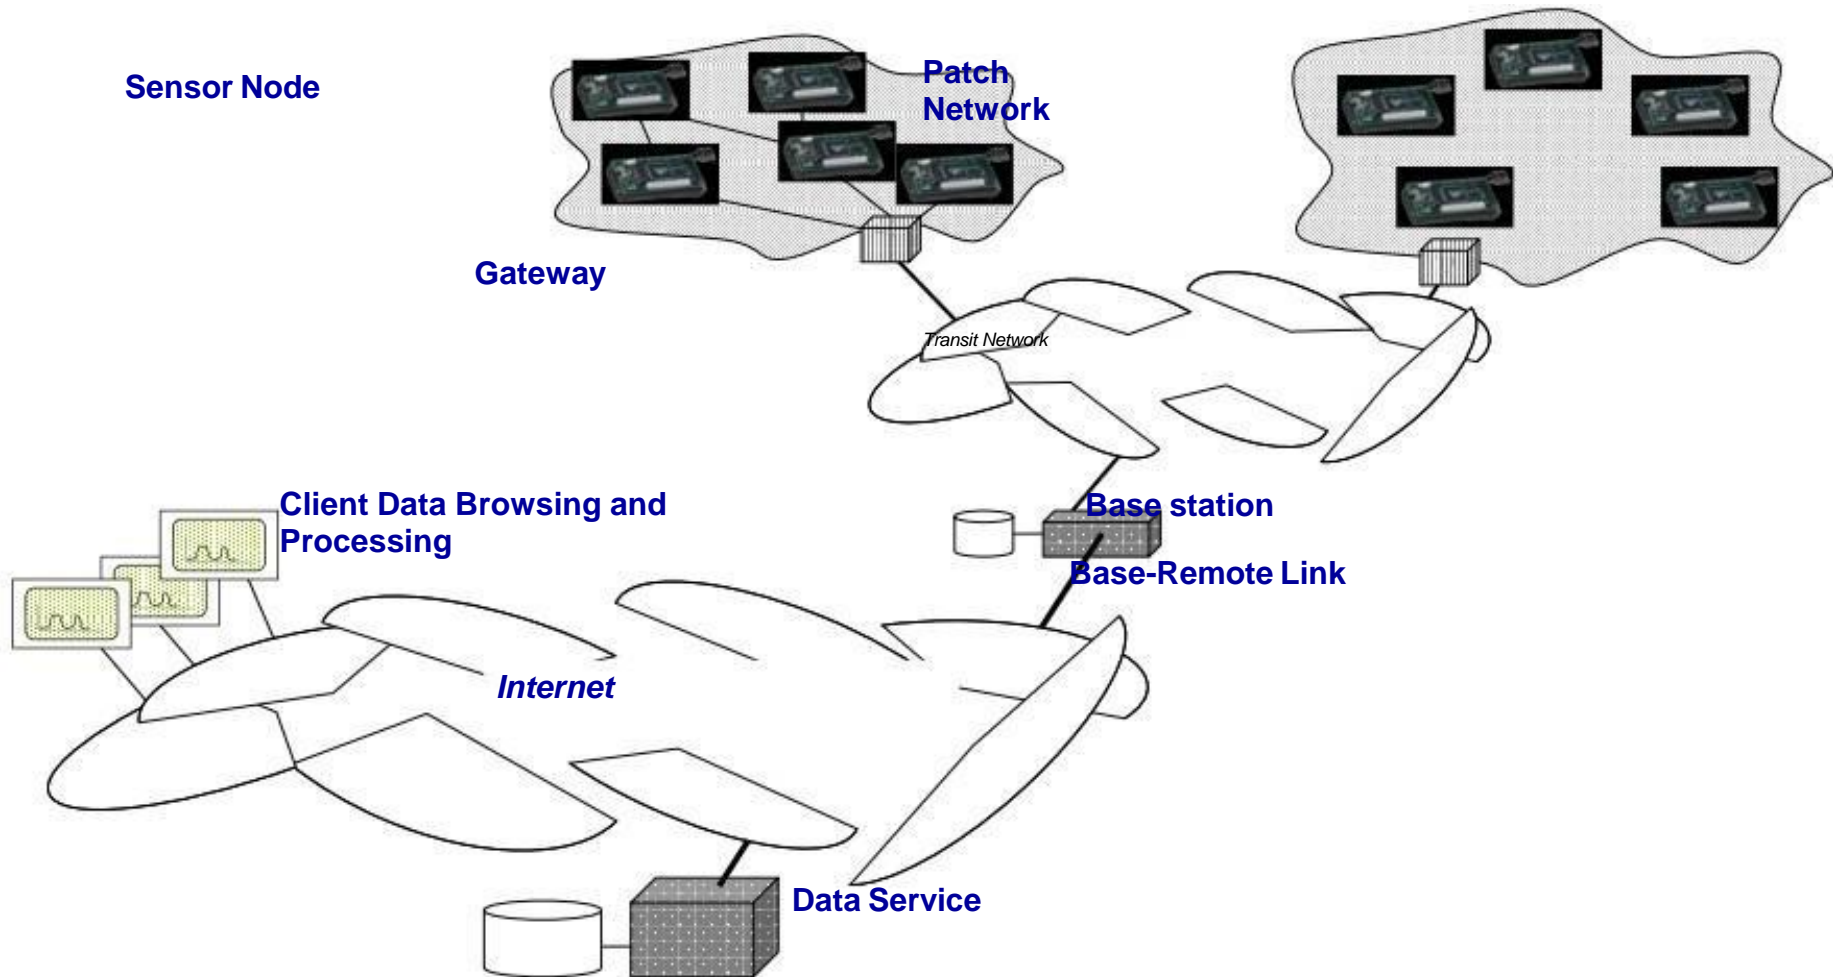 Sensor Node
Patch
Network
Gateway
Transit Network
Client Data Browsing and
Processing
Base station
Base-Remote Link
Internet
Data Service